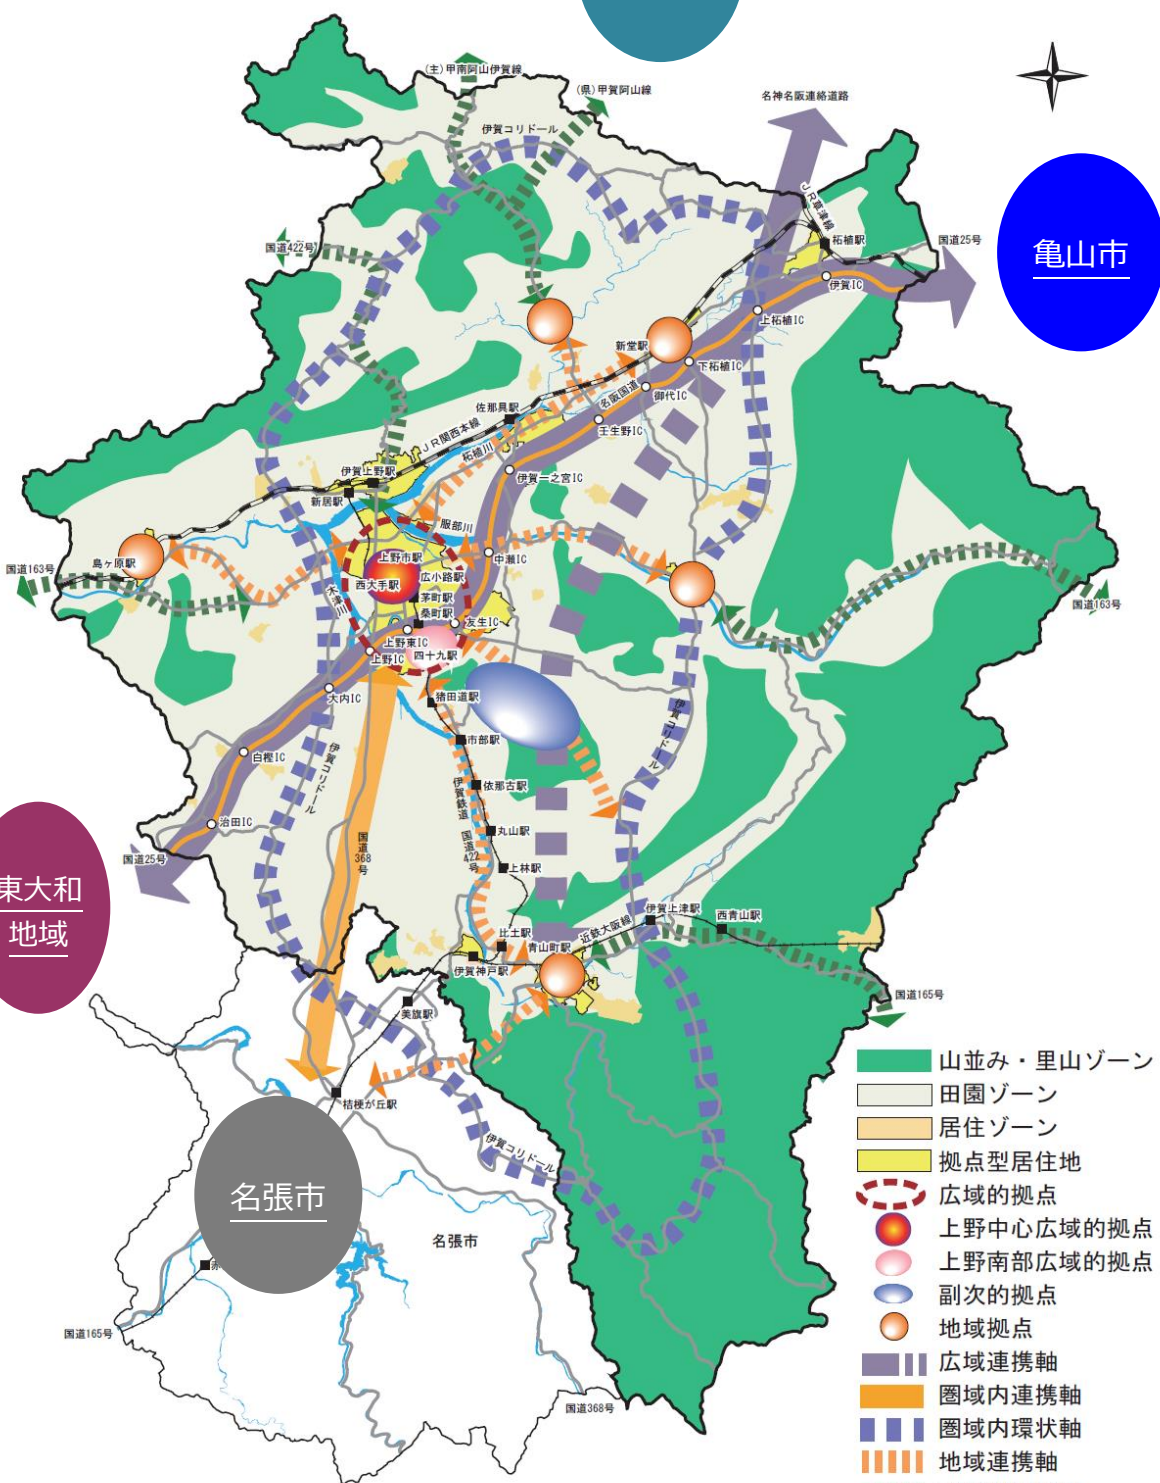 (主)甲南阿山伊賀線
(県)甲賀阿山線
名神名阪連絡道路
伊賀コリドール
JR草津線
柘植駅
国道25号
国道422号
伊賀IC
亀山市
上柘植IC
新堂駅
下柘植IC
名阪国道
御代IC
佐那具駅
壬生野IC
JR関西本線
柘植川
伊賀上野駅
伊賀一之宮IC
新居駅
服部川
島ヶ原駅
上野市駅
中瀬IC
国道163号
西大手駅
広小路駅
木津川
茅町駅
国道163号
桑町駅
友生IC
上野東IC
上野IC
四十九駅
大内IC
猪田道駅
伊賀コリドール
市部駅
白樫IC
伊賀コリドール
依那古駅
伊賀鉄道
治田IC
国道
368
号
国道
422
号
丸山駅
国道25号
上林駅
東大和
地域
伊賀上津駅
西青山駅
比土駅
青山町駅
近鉄大阪線
伊賀神戸駅
国道165号
美旗駅
桔梗が丘駅
伊賀コリドール
名張市
名張市
赤
国道165号
国道368号
山並み・里山ゾーン
田園ゾーン
居住ゾーン
拠点型居住地
広域的拠点
上野中心広域的拠点
上野南部広域的拠点
副次的拠点
地域拠点
広域連携軸
圏域内連携軸
圏域内環状軸
地域連携軸